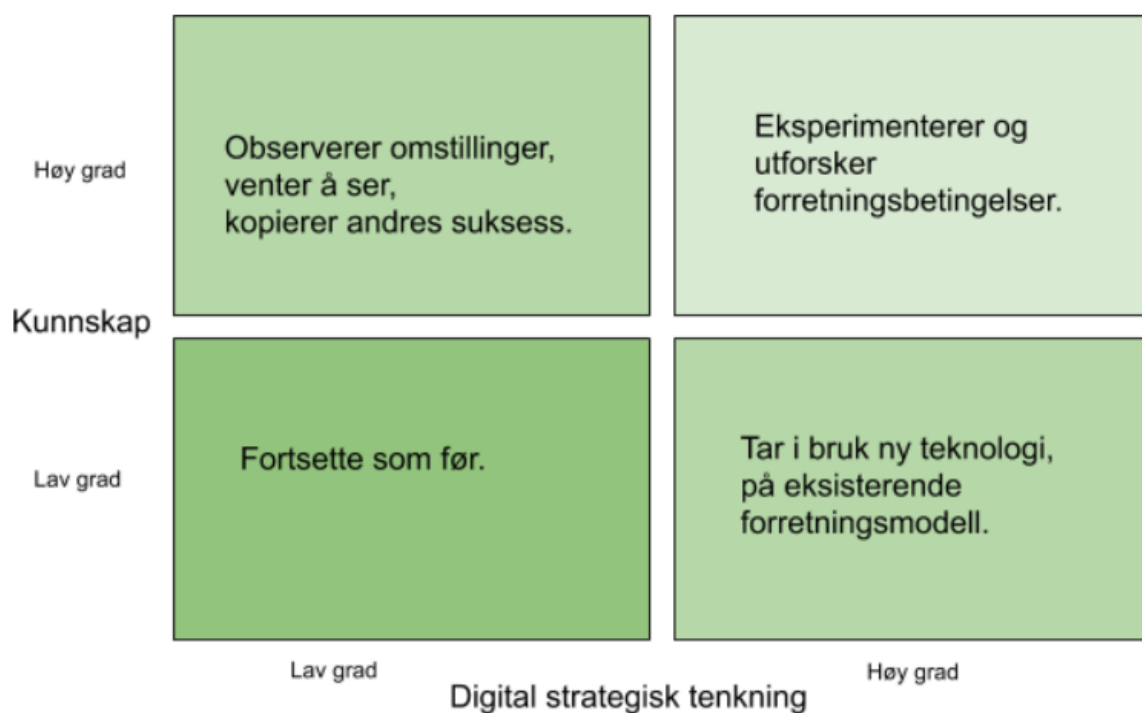 Høy grad
Observerer omstillinger,
venter å ser,
kopierer andres suksess.
Eksperimenterer og
utforsker
forretningsbetingelser.
Kunnskap
Lav grad
Fortsette som før.
Tar i bruk ny teknologi,
på eksisterende
forretningsmodell.
Lav grad
Høy grad
Digital strategisk tenkning